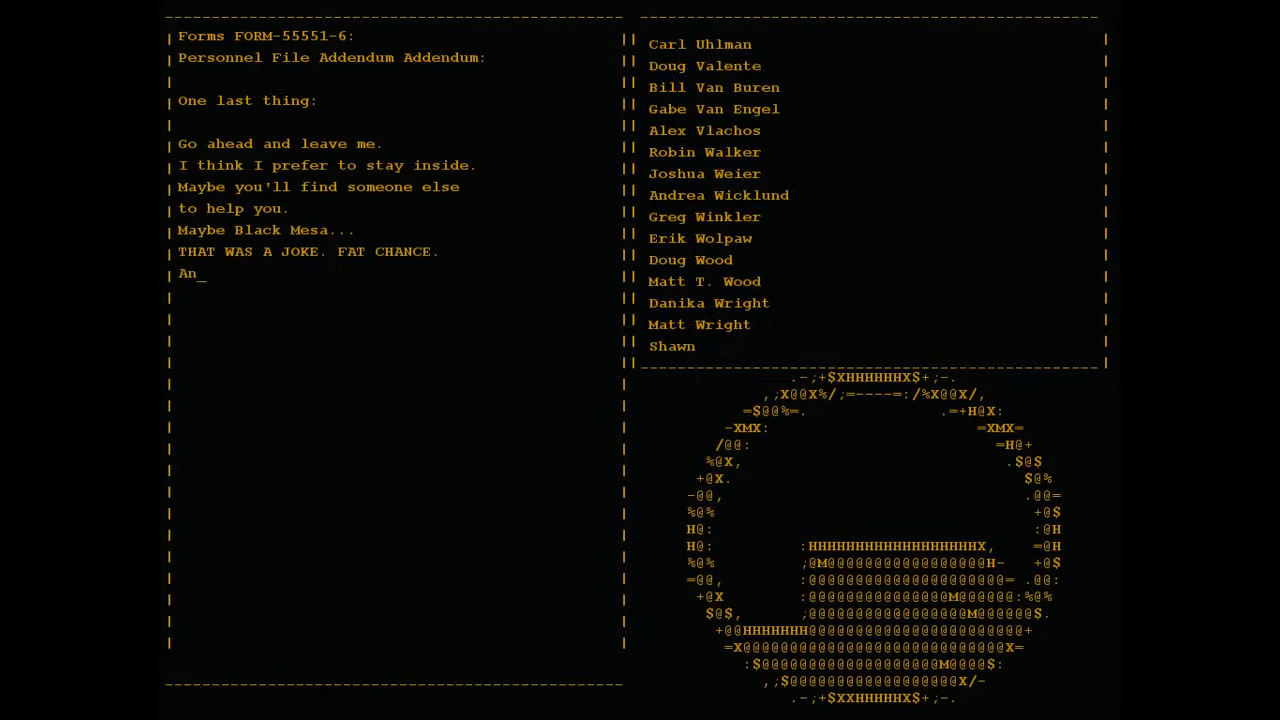 Forms FORM-55551-6:
Personnel File Addendum Addendum:
One last thing:
Go ahead and leave me.
I think I prefer to stay inside.
Maybe you'll find someone else
to help you.
Maybe Black Mesa...
THAT WAS A JOKE. FAT CHANCE.
An_
Carl Uhlman
Doug Valente
Bill Van Buren
Gabe Van Engel
Alex Vlachos
Robin Walker
Joshua Weier
Andrea Wicklund
Greg Winkler
Erik Wolpaw
Doug Wood
Matt T. Wood
Danika Wright
Matt Wright
Shawn